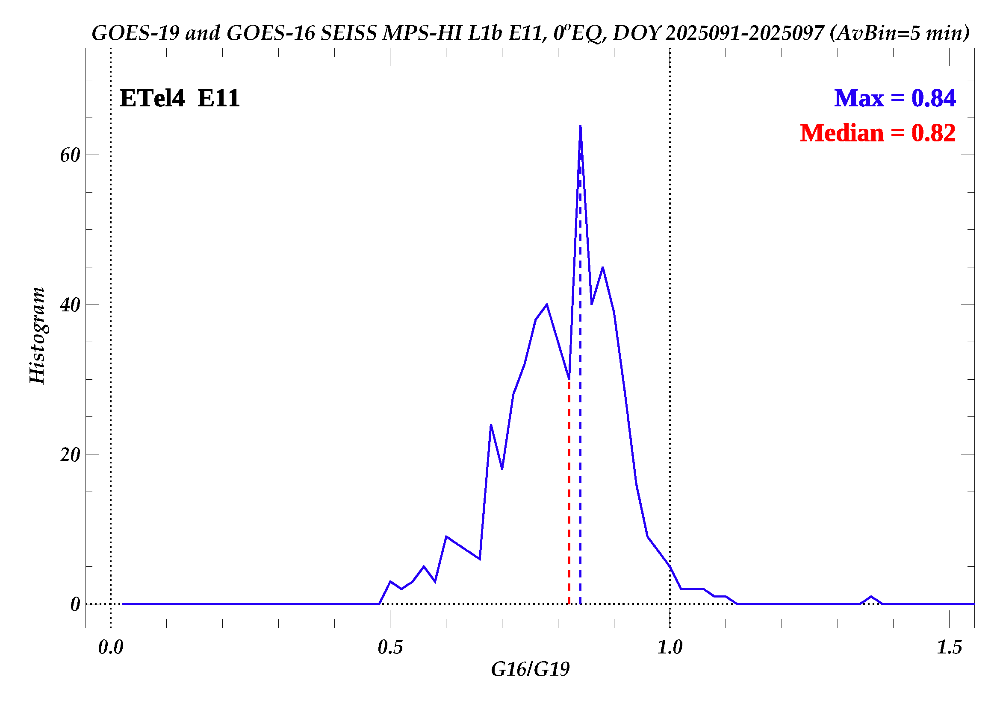 GOES-19 and GOES-16 SEISS MPS-HI L1b E11, 0°EQ, DOY 2025091-2025097 (AvBin=5 min)
ETel4 E11
Max = 0.84
Median = 0.82
60
40
20
0
Histogram
0.0 0.5 1.0 1.5
G16/G19